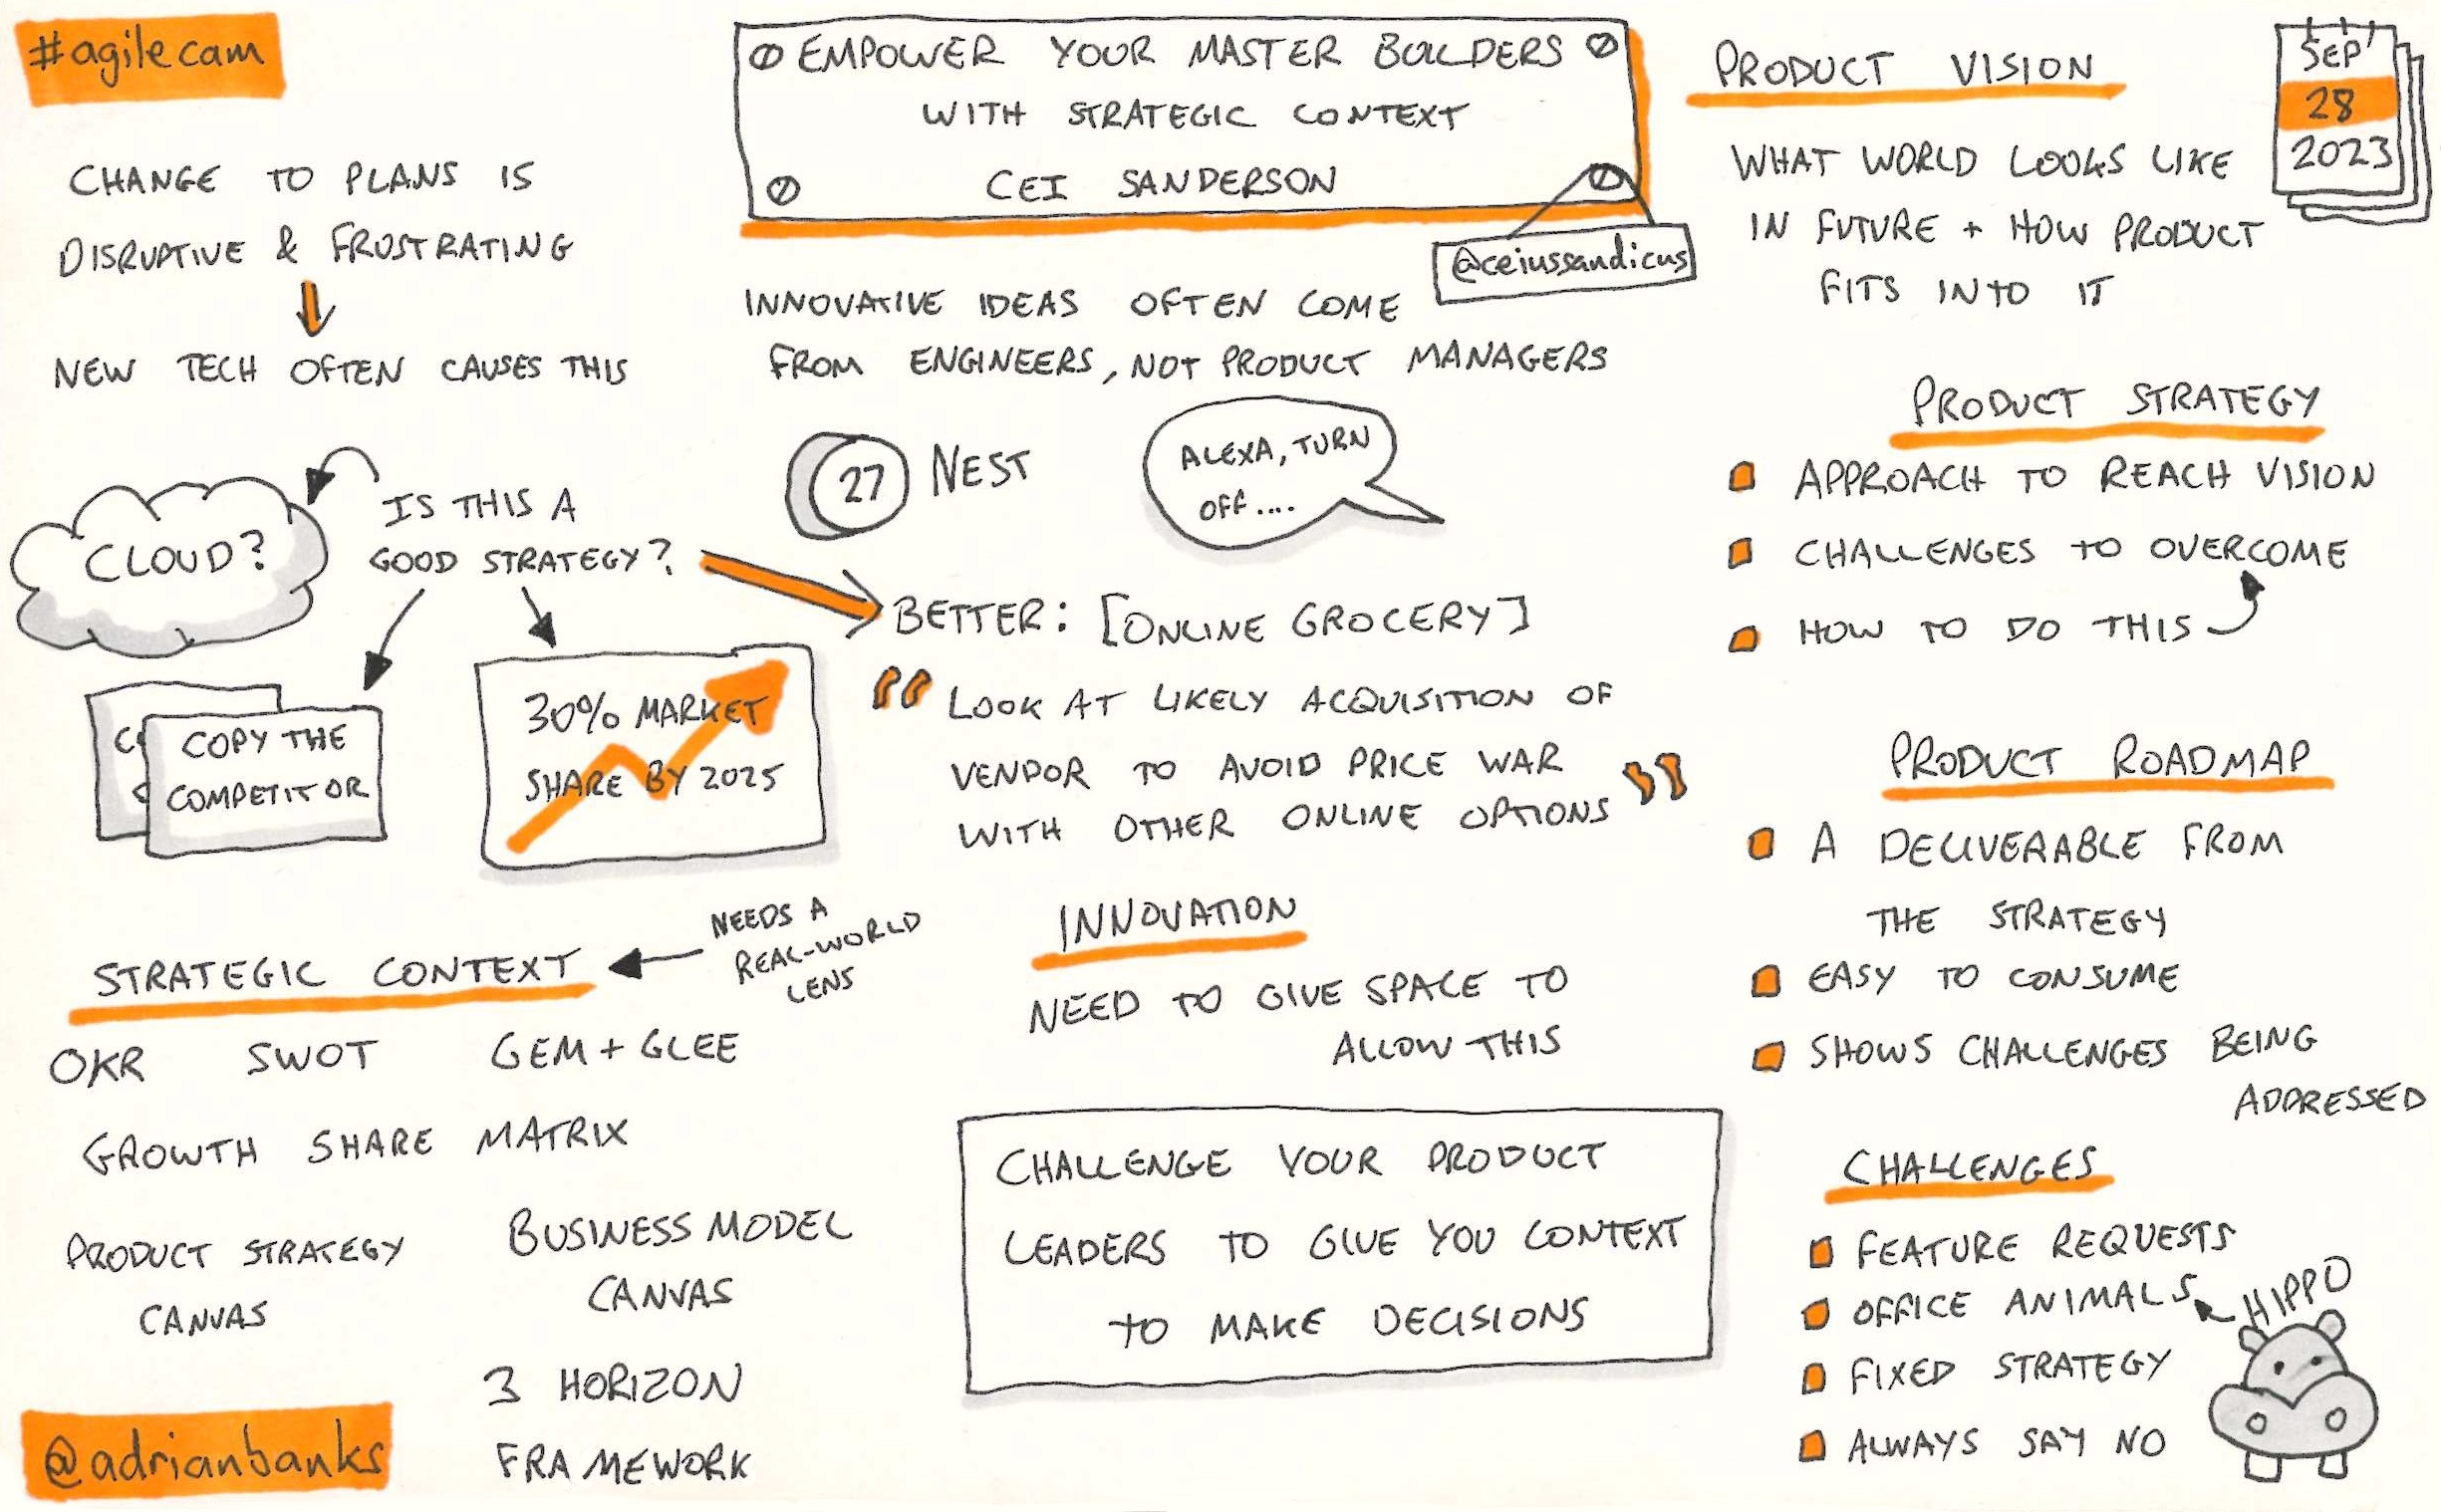 #agilecam
EMPOWER YOUR MASTER BUILDERS
WITH STRATEGIC CONTEXT
CEI SANDERSON
@ceiussandicus
SEP
28
2023
CHANGE TO PLANS IS
DISRUPTIVE & FRUSTRATING
NEW TECH OFTEN CAUSES THIS
IS THIS A
GOOD STRATEGY?
CLOUD?
COPY THE
COMPETITOR
30% MARKET
SHARE BY 2025
STRATEGIC CONTEXT
NEEDS A
REAL-WORLD
LENS
OKR SWOT GEM + GLEE
GROWTH SHARE MATRIX
PRODUCT STRATEGY
CANVAS
BUSINESS MODEL
CANVAS
3 HORIZON
FRAMEWORK
@adrianbanks
INNOVATIVE IDEAS OFTEN COME
FROM ENGINEERS, NOT PRODUCT MANAGERS
27 NEST
ALEXA, TURN
OFF....
BETTER: [ONLINE GROCERY]
"LOOK AT LIKELY ACQUISITION OF
VENDOR TO AVOID PRICE WAR
WITH OTHER ONLINE OPTIONS"
INNOVATION
NEED TO GIVE SPACE TO
ALLOW THIS
CHALLENGE YOUR PRODUCT
LEADERS TO GIVE YOU CONTEXT
TO MAKE DECISIONS
PRODUCT VISION
WHAT WORLD LOOKS LIKE
IN FUTURE + HOW PRODUCT
FITS INTO IT
PRODUCT STRATEGY
APPROACH TO REACH VISION
CHALLENGES TO OVERCOME
HOW TO DO THIS
PRODUCT ROADMAP
A DELIVERABLE FROM
THE STRATEGY
EASY TO CONSUME
SHOWS CHALLENGES BEING
ADDRESSED
CHALLENGES
FEATURE REQUESTS
OFFICE ANIMALS
HIPPO
FIXED STRATEGY
ALWAYS SAY NO